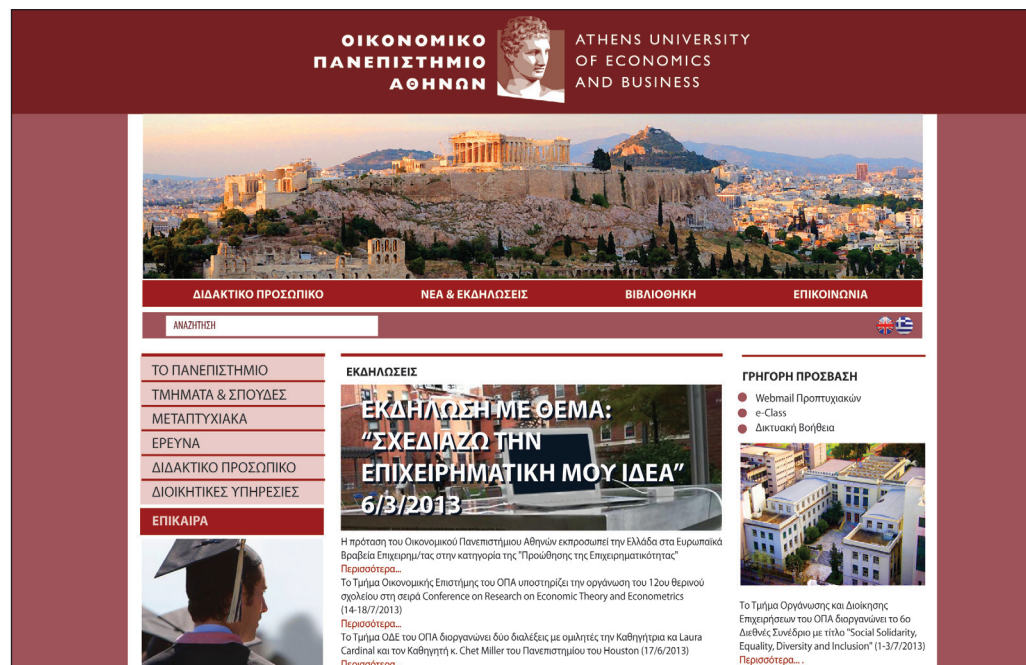 ΟΙΚΟΝΟΜΙΚΟ
ΠΑΝΕΠΙΣΤΗΜΙΟ
ΑΘΗΝΩΝ
ATHENS UNIVERSITY
OF ECONOMICS
AND BUSINESS
ΔΙΔΑΚΤΙΚΟ ΠΡΟΣΩΠΙΚΟ
ΝΕΑ & ΕΚΔΗΛΩΣΕΙΣ
ΒΙΒΛΙΟΘΗΚΗ
ΕΠΙΚΟΙΝΩΝΙΑ
ΑΝΑΖΗΤΗΣΗ
ΤΟ ΠΑΝΕΠΙΣΤΗΜΙΟ
ΤΜΗΜΑΤΑ & ΣΠΟΥΔΕΣ
ΜΕΤΑΠΤΥΧΙΑΚΑ
ΕΡΕΥΝΑ
ΔΙΔΑΚΤΙΚΟ ΠΡΟΣΩΠΙΚΟ
ΔΙΟΙΚΗΤΙΚΕΣ ΥΠΗΡΕΣΙΕΣ
ΕΠΙΚΑΙΡΑ
ΕΚΔΗΛΩΣΕΙΣ
ΕΚΔΗΛΩΣΗ ΜΕ ΘΕΜΑ:
“ΣΧΕΔΙΑΖΩ ΤΗΝ
ΕΠΙΧΕΙΡΗΜΑΤΙΚΗ ΜΟΥ ΙΔΕΑ”
6/3/2013
Η πρόταση του Οικονομικού Πανεπιστήμιου Αθηνών εκπροσωπεί την Ελλάδα στα Ευρωπαϊκά
Βραβεία Επιχειρημ/τας στην κατηγορία της "Προώθησης της Επιχειρηματικότητας"
Περισσότερα...
Το Τμήμα Οικονομικής Επιστήμης του ΟΠΑ υποστηρίζει την οργάνωση του 12ου θερινού
σχολείου στη σειρά Conference on Research on Economic Theory and Econometrics
(14-18/7/2013)
Περισσότερα...
Το Τμήμα ΟΔΕ του ΟΠΑ διοργανώνει δύο διαλέξεις με ομιλητές την Καθηγήτρια κα Laura
Cardinal και τον Καθηγητή κ. Chet Miller του Πανεπιστημίου του Houston (17/6/2013)
Περισσότερα...
ΓΡΗΓΟΡΗ ΠΡΟΣΒΑΣΗ
Webmail Προπτυχιακών
e-Class
Δικτυακή Βοήθεια
Το Τμήμα Οργάνωσης και Διοίκησης
Επιχειρήσεων του ΟΠΑ διοργανώνει το 6ο
Διεθνές Συνέδριο με τίτλο "Social Solidarity,
Equality, Diversity and Inclusion" (1-3/7/2013)
Περισσότερα... .